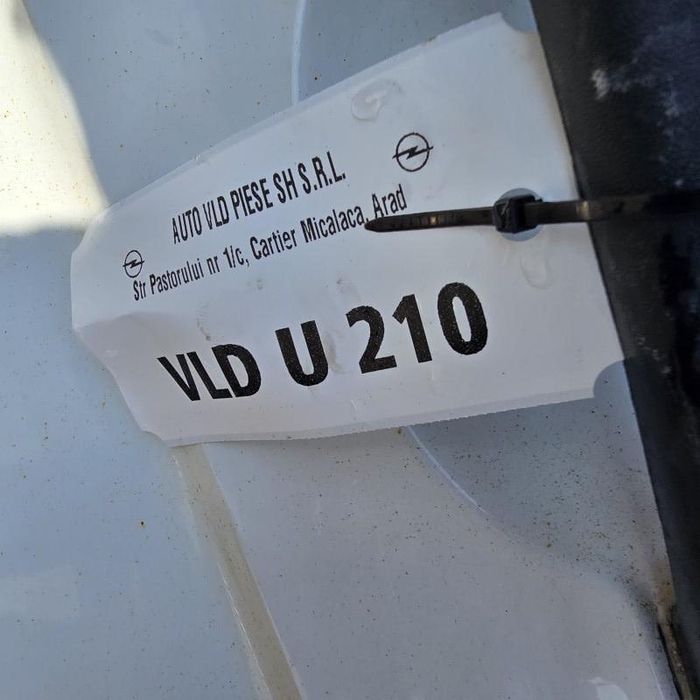 AUTO VLD PIESE SH S.R.L.
Str Pastorului nr 1/c, Cartier Micalaca, Arad
VLD U 210